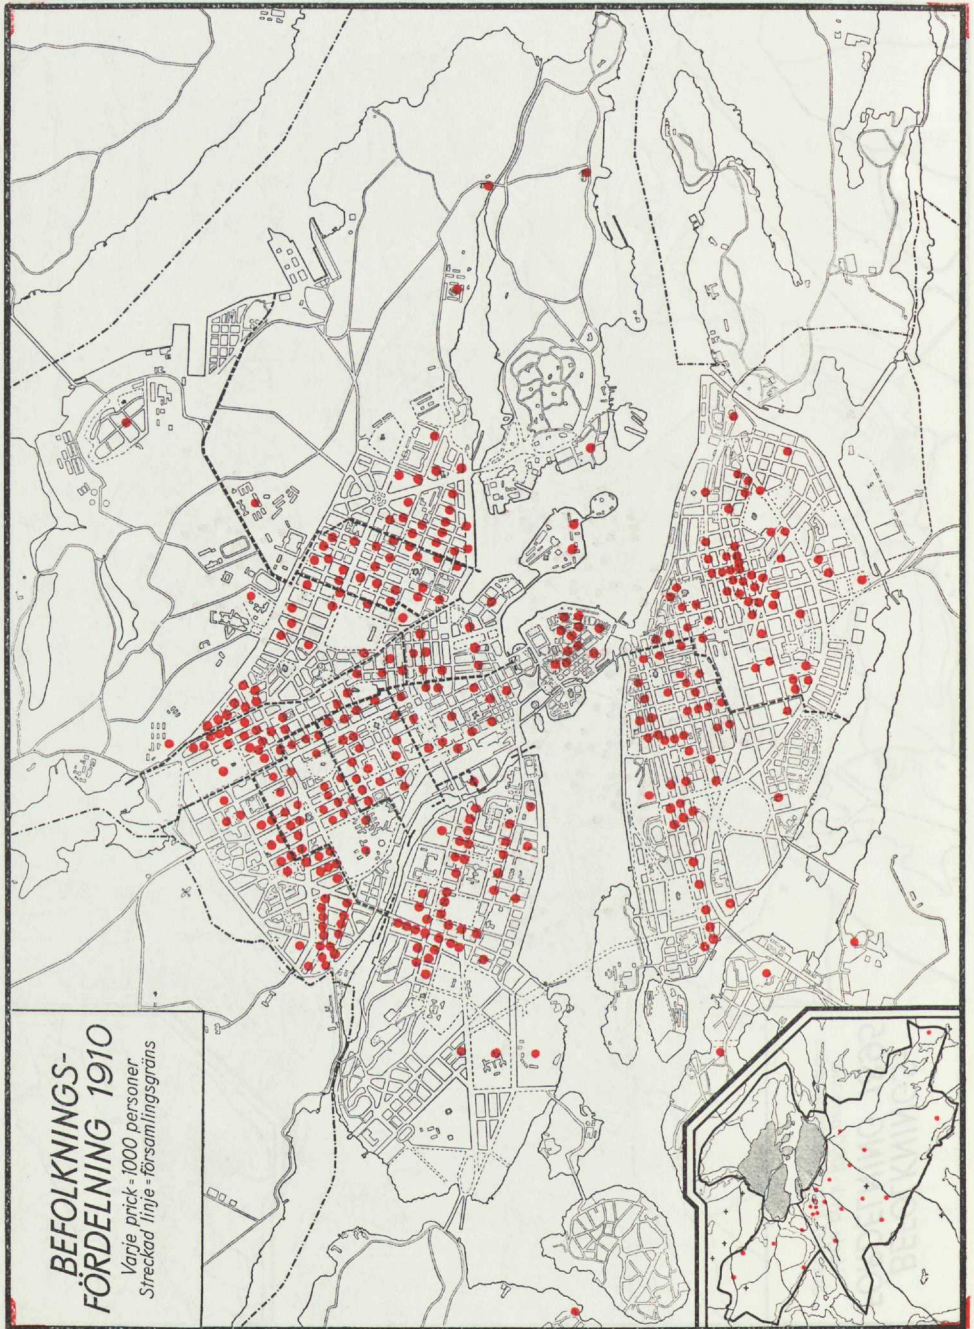 BEFOLKNINGS-
FÖRDELNING 1910
Varje prick = 1000 personer
Streckad linje = församlingsgräns